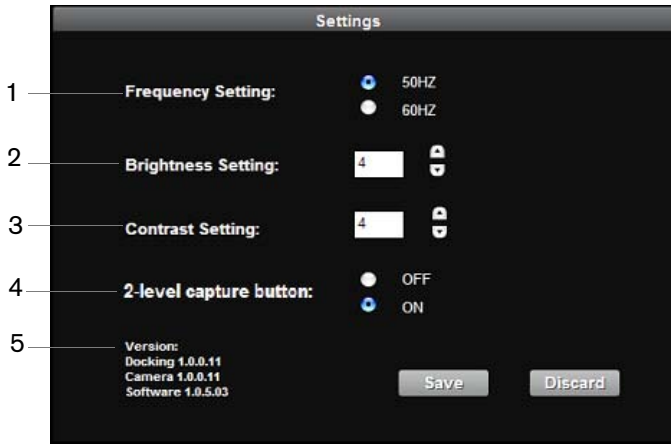 Settings
1
Frequency Setting:
50HZ
60HZ
2
Brightness Setting:
4
3
Contrast Setting:
4
4
2-level capture button:
OFF
ON
5
Version:
Docking 1.0.0.11
Camera 1.0.0.11
Software 1.0.5.03
Save
Discard